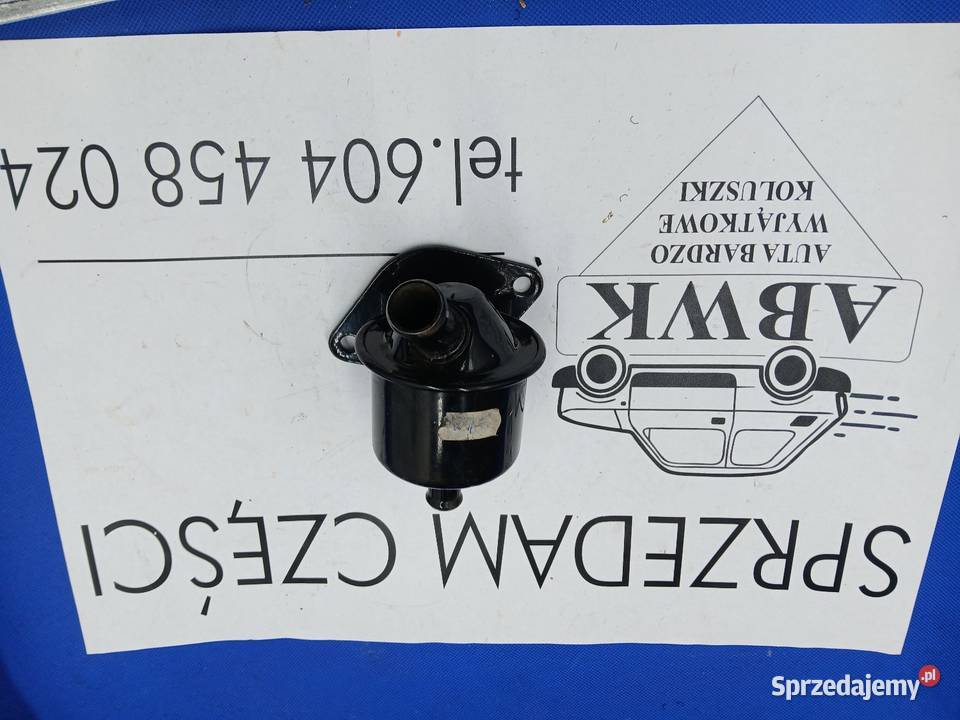 SPRZEDAM CZĘŚCI
ABWK
AUTA BARDZO
WYJĄTKOWE
KOLUSZKI
tel.604 458 024
Sprzedajemy.pl